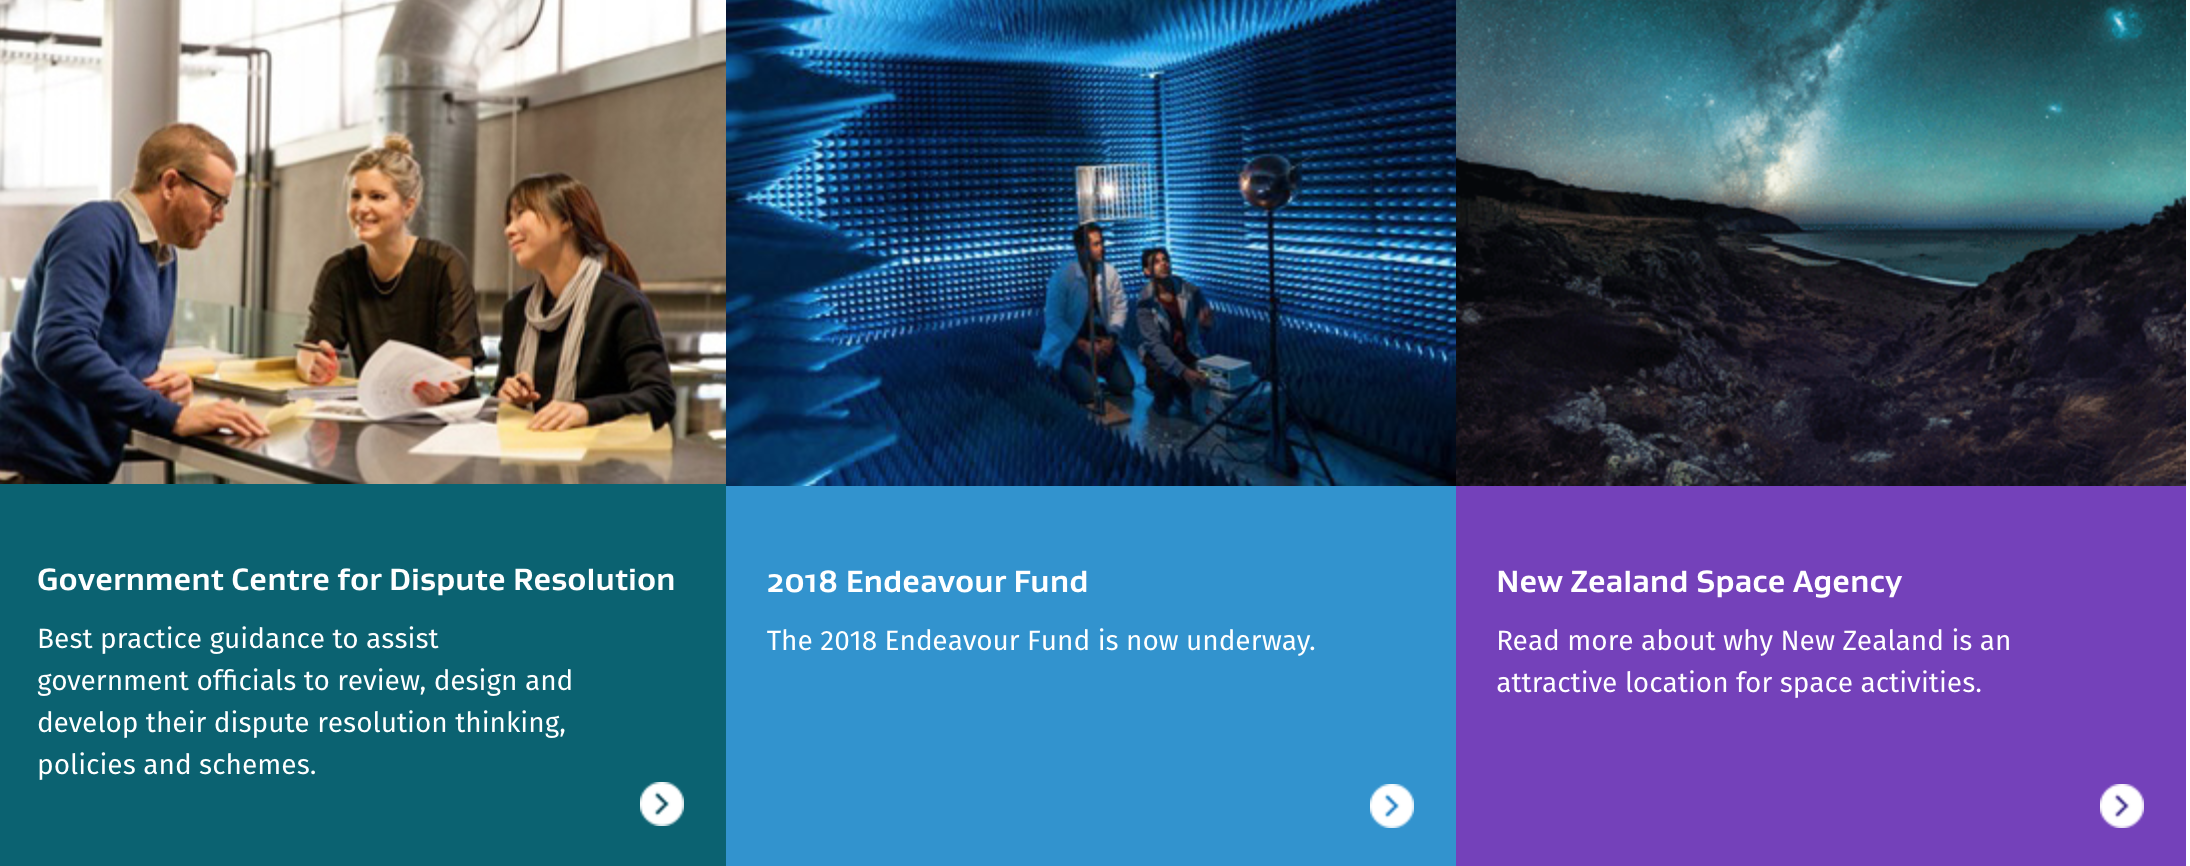 Government Centre for Dispute Resolution
Best practice guidance to assist
government officials to review, design and
develop their dispute resolution thinking,
policies and schemes.
2018 Endeavour Fund
The 2018 Endeavour Fund is now underway.
New Zealand Space Agency
Read more about why New Zealand is an
attractive location for space activities.